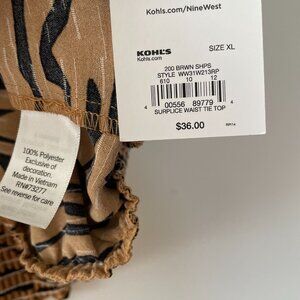 Kohls.com/NineWest
KOHL'S
Kohls.com
SIZE XL
200 BRWN SHPS
STYLE WW31W213RP
610 10 12
4 00556 89779 4
SURPLICE WAIST TIE TOP
$36.00
100% Polyester
Exclusive of
decoration.
Made in Vietnam
RN#73277
See reverse for care